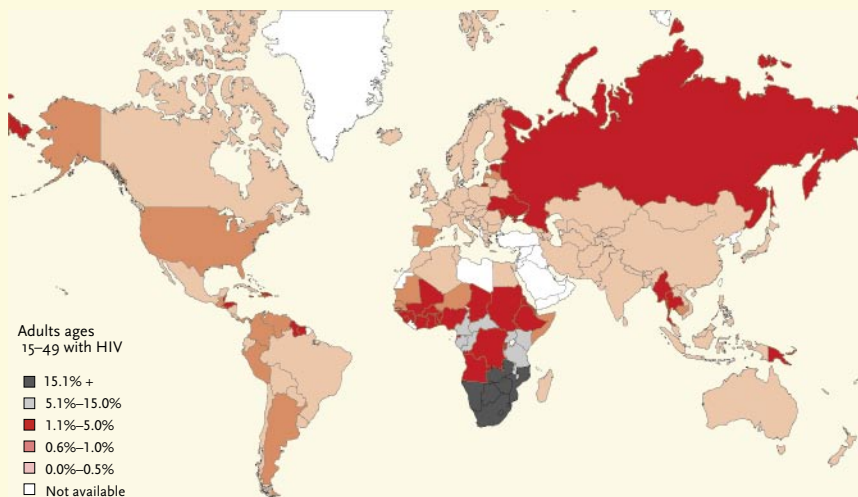 Adults ages
15–49 with HIV
15.1% +
5.1%–15.0%
1.1%–5.0%
0.6%–1.0%
0.0%–0.5%
Not available